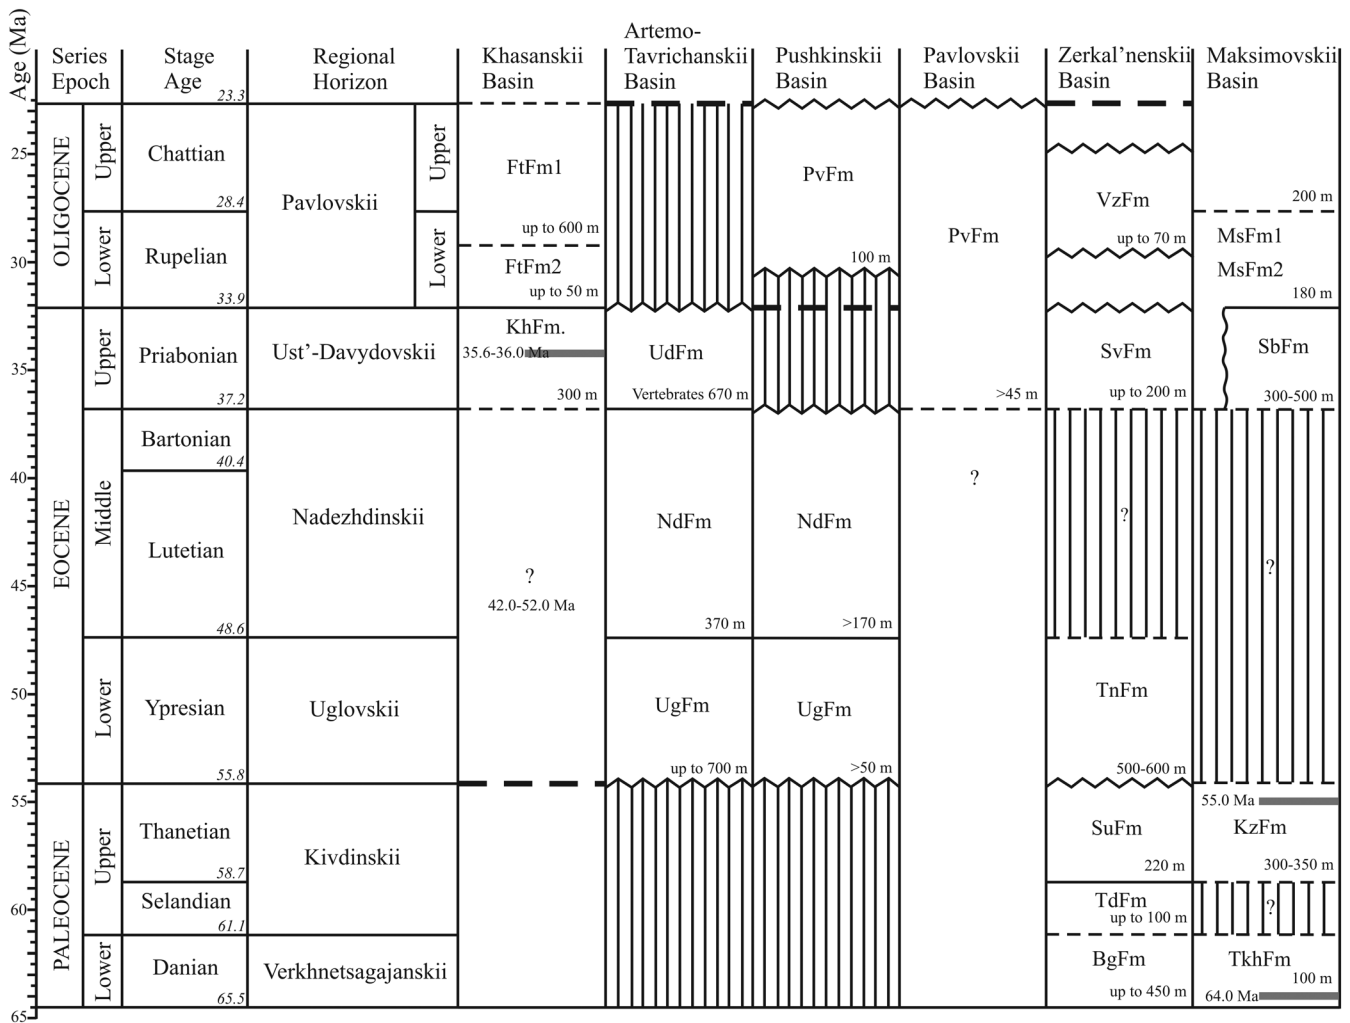 Age (Ma)
Series
Epoch
Stage
Age
23.3
Regional
Horizon
Khasanskii
Basin
Artemo-
Tavrichanskii
Basin
Pushkinskii
Basin
Pavlovskii
Basin
Zerkal’nenskii
Basin
Maksimovskii
Basin
25
30
35
40
45
50
55
60
65
OLIGOCENE
EOCENE
PALEOCENE
Upper
Lower
Upper
Middle
Lower
Upper
Lower
Chattian
28.4
Rupelian
33.9
Priabonian
37.2
Bartonian
40.4
Lutetian
48.6
Ypresian
55.8
Thanetian
58.7
Selandian
61.1
Danian
65.5
Pavlovskii
Upper
Lower
Ust’-Davydovskii
Nadezhdinskii
Uglovskii
Kivdinskii
Verkhnetsagajanskii
FtFm1
up to 600 m
FtFm2
up to 50 m
KhFm.
35.6-36.0 Ma
300 m
?
42.0-52.0 Ma
UdFm
Vertebrates 670 m
NdFm
370 m
UgFm
up to 700 m
PvFm
100 m
NdFm
>170 m
UgFm
>50 m
PvFm
>45 m
?
VzFm
up to 70 m
SvFm
up to 200 m
?
TnFm
500-600 m
SuFm
220 m
TdFm
up to 100 m
BgFm
up to 450 m
200 m
MsFm1
MsFm2
180 m
SbFm
300-500 m
?
55.0 Ma
KzFm
300-350 m
?
TkhFm
100 m
64.0 Ma